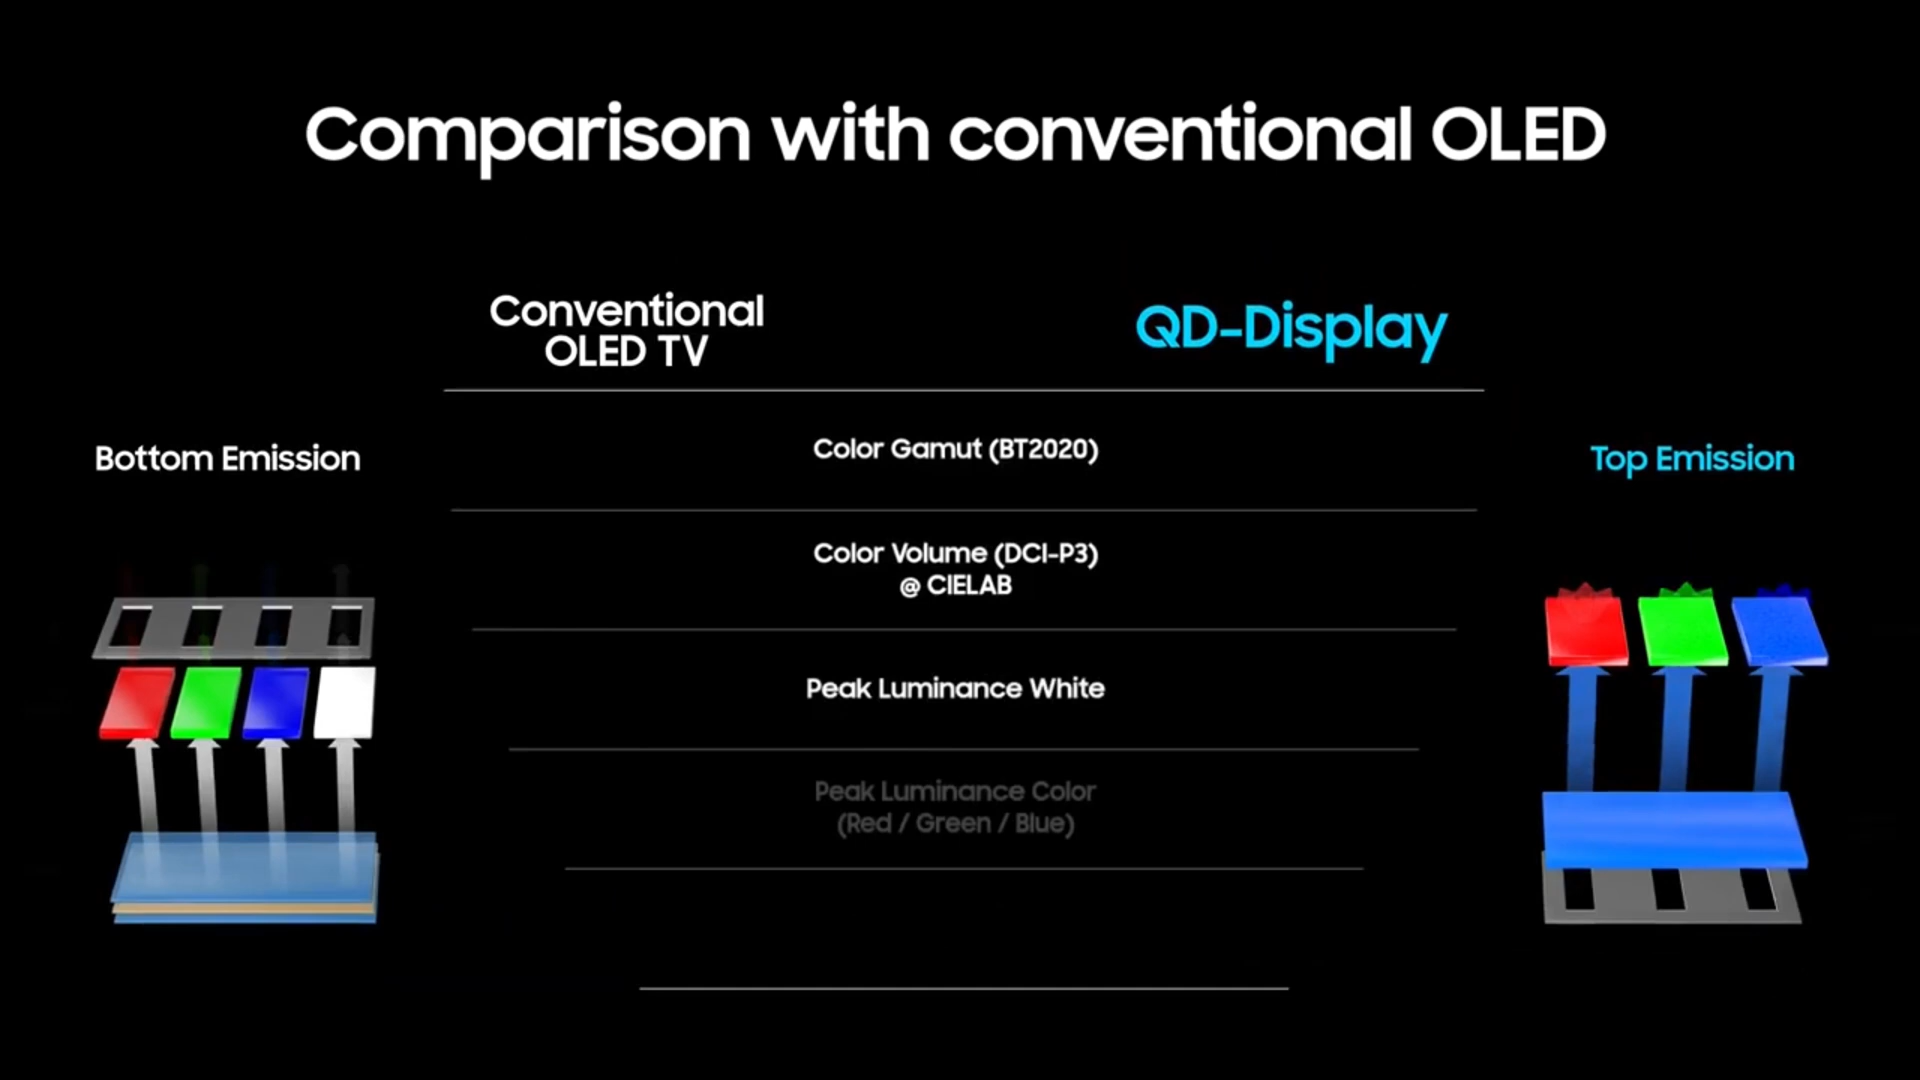 Comparison with conventional OLED
Conventional
OLED TV
QD-Display
Bottom Emission
Color Gamut (BT2020)
Top Emission
Color Volume (DCI-P3)
@ CIELAB
Peak Luminance White
Peak Luminance Color
(Red / Green / Blue)